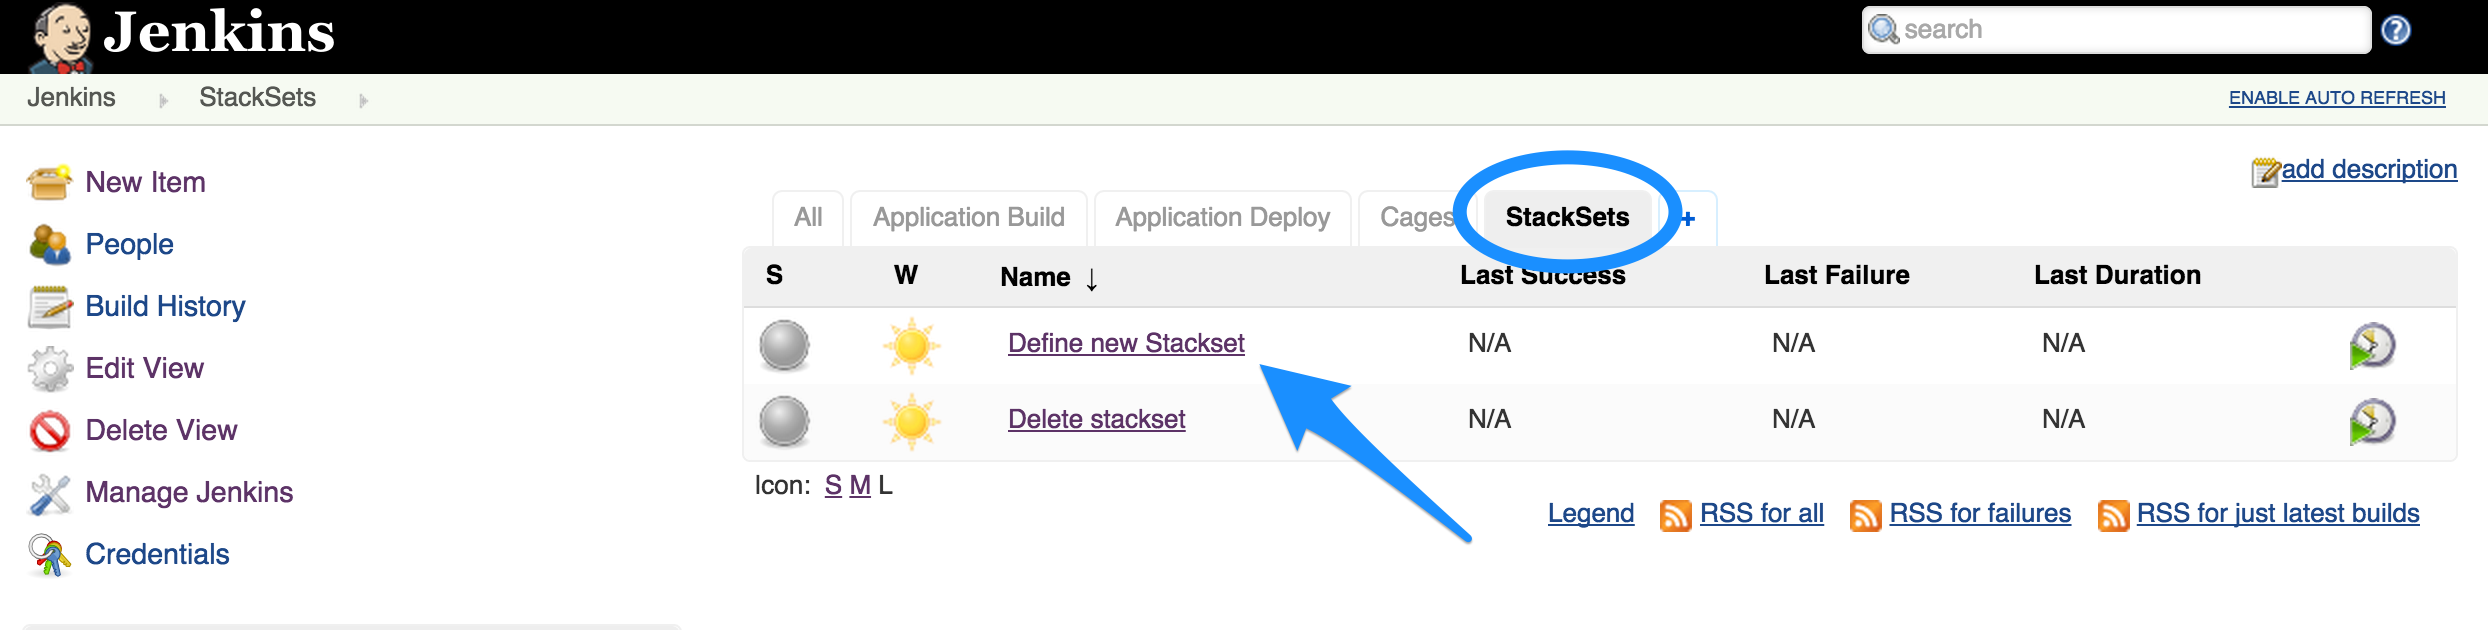 Jenkins
search
Jenkins StackSets
ENABLE AUTO REFRESH
New Item
People
Build History
Edit View
Delete View
Manage Jenkins
Credentials
add description
All Application Build Application Deploy Cages StackSets +
S W Name ↓ Last Success Last Failure Last Duration
Define new Stackset N/A N/A N/A
Delete stackset N/A N/A N/A
Icon: S M L
Legend RSS for all RSS for failures RSS for just latest builds